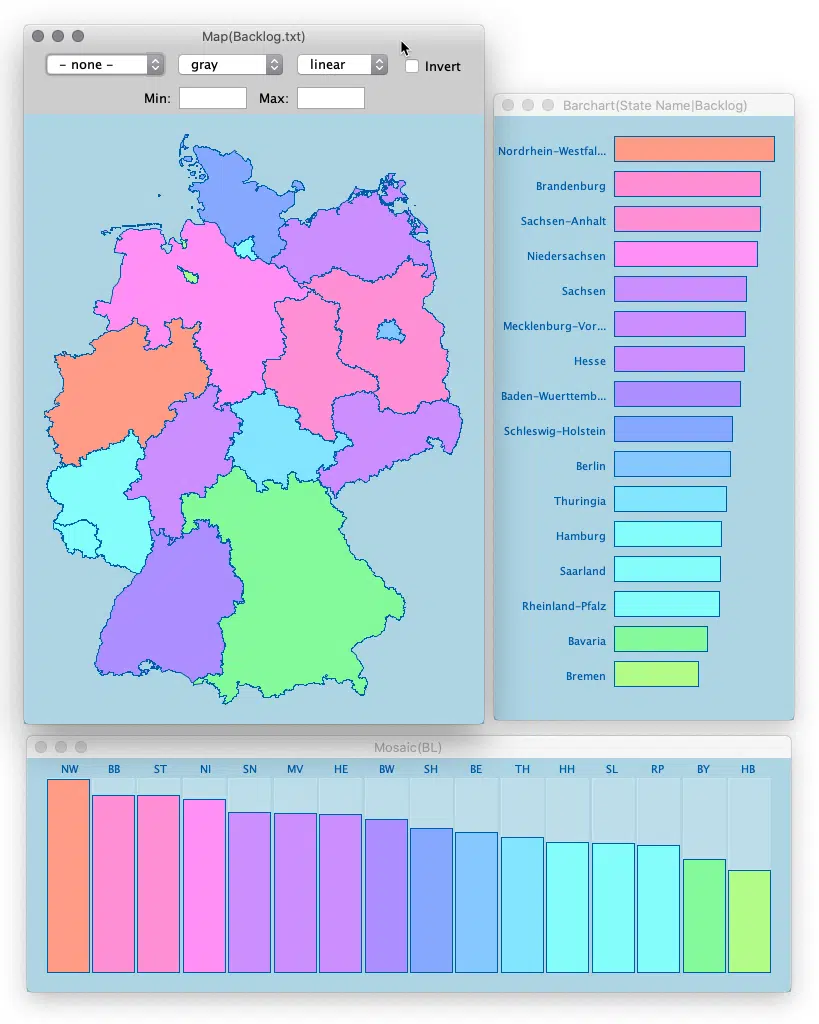 Map(Backlog.txt)
- none -
gray
linear
Invert
Min:
Max:
Barchart(State Name|Backlog)
Nordrhein-Westfal...
Brandenburg
Sachsen-Anhalt
Niedersachsen
Sachsen
Mecklenburg-Vor...
Hesse
Baden-Wuerttemb...
Schleswig-Holstein
Berlin
Thuringia
Hamburg
Saarland
Rheinland-Pfalz
Bavaria
Bremen
Mosaic(BL)
NW BB ST NI SN MV HE BW SH BE TH HH SL RP BY HB